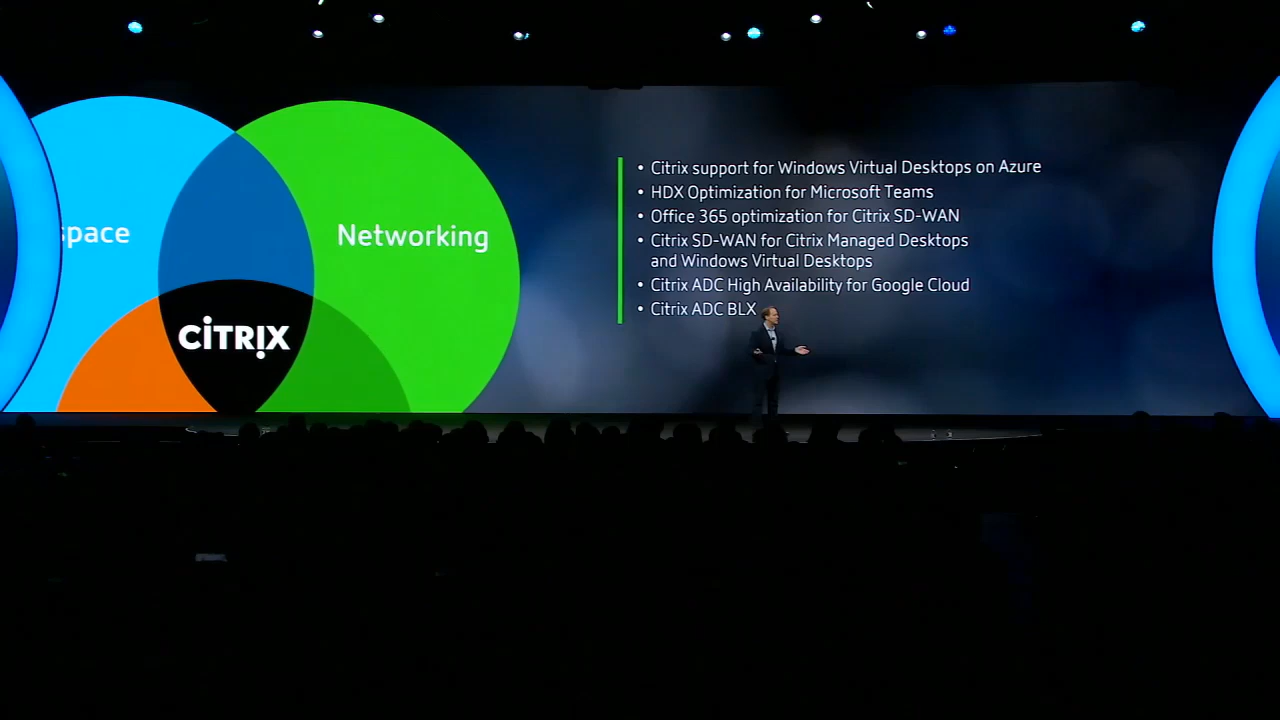 space
Networking
CİTRIX
• Citrix support for Windows Virtual Desktops on Azure
• HDX Optimization for Microsoft Teams
• Office 365 optimization for Citrix SD-WAN
• Citrix SD-WAN for Citrix Managed Desktops
and Windows Virtual Desktops
• Citrix ADC High Availability for Google Cloud
• Citrix ADC BLX